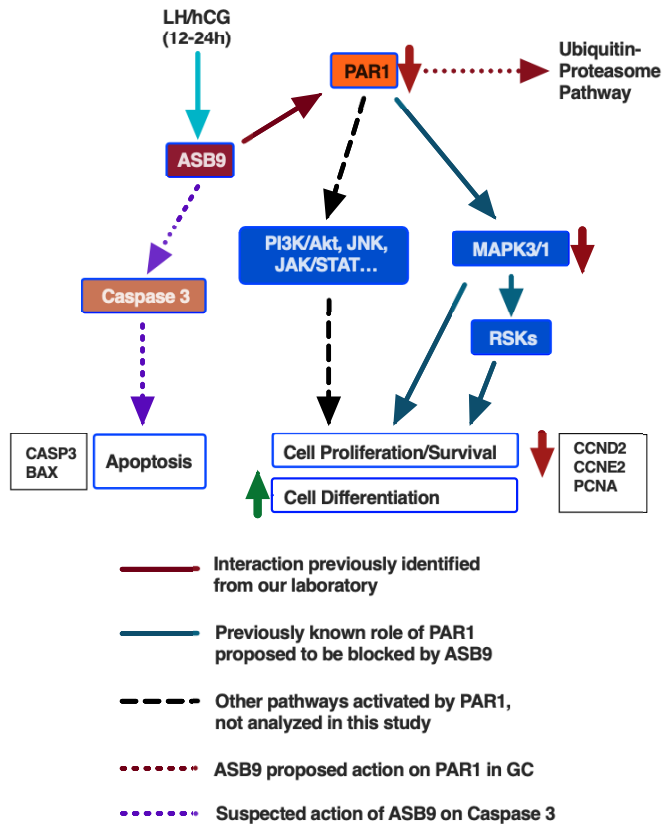 LH/hCG
(12-24h)
PAR1
Ubiquitin-
Proteasome
Pathway
ASB9
PI3K/Akt, JNK,
JAK/STAT...
MAPK3/1
Caspase 3
RSKs
CASP3
BAX
Apoptosis
Cell Proliferation/Survival
Cell Differentiation
CCND2
CCNE2
PCNA
Interaction previously identified
from our laboratory
Previously known role of PAR1
proposed to be blocked by ASB9
Other pathways activated by PAR1,
not analyzed in this study
ASB9 proposed action on PAR1 in GC
Suspected action of ASB9 on Caspase 3